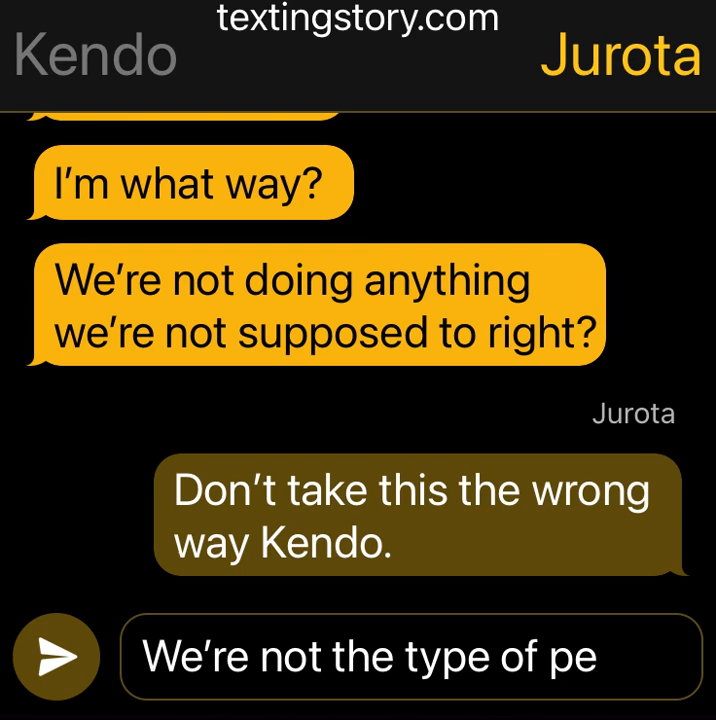 textingstory.com
Kendo
Jurota
I’m what way?
We’re not doing anything
we’re not supposed to right?
Jurota
Don’t take this the wrong
way Kendo.
We’re not the type of pe